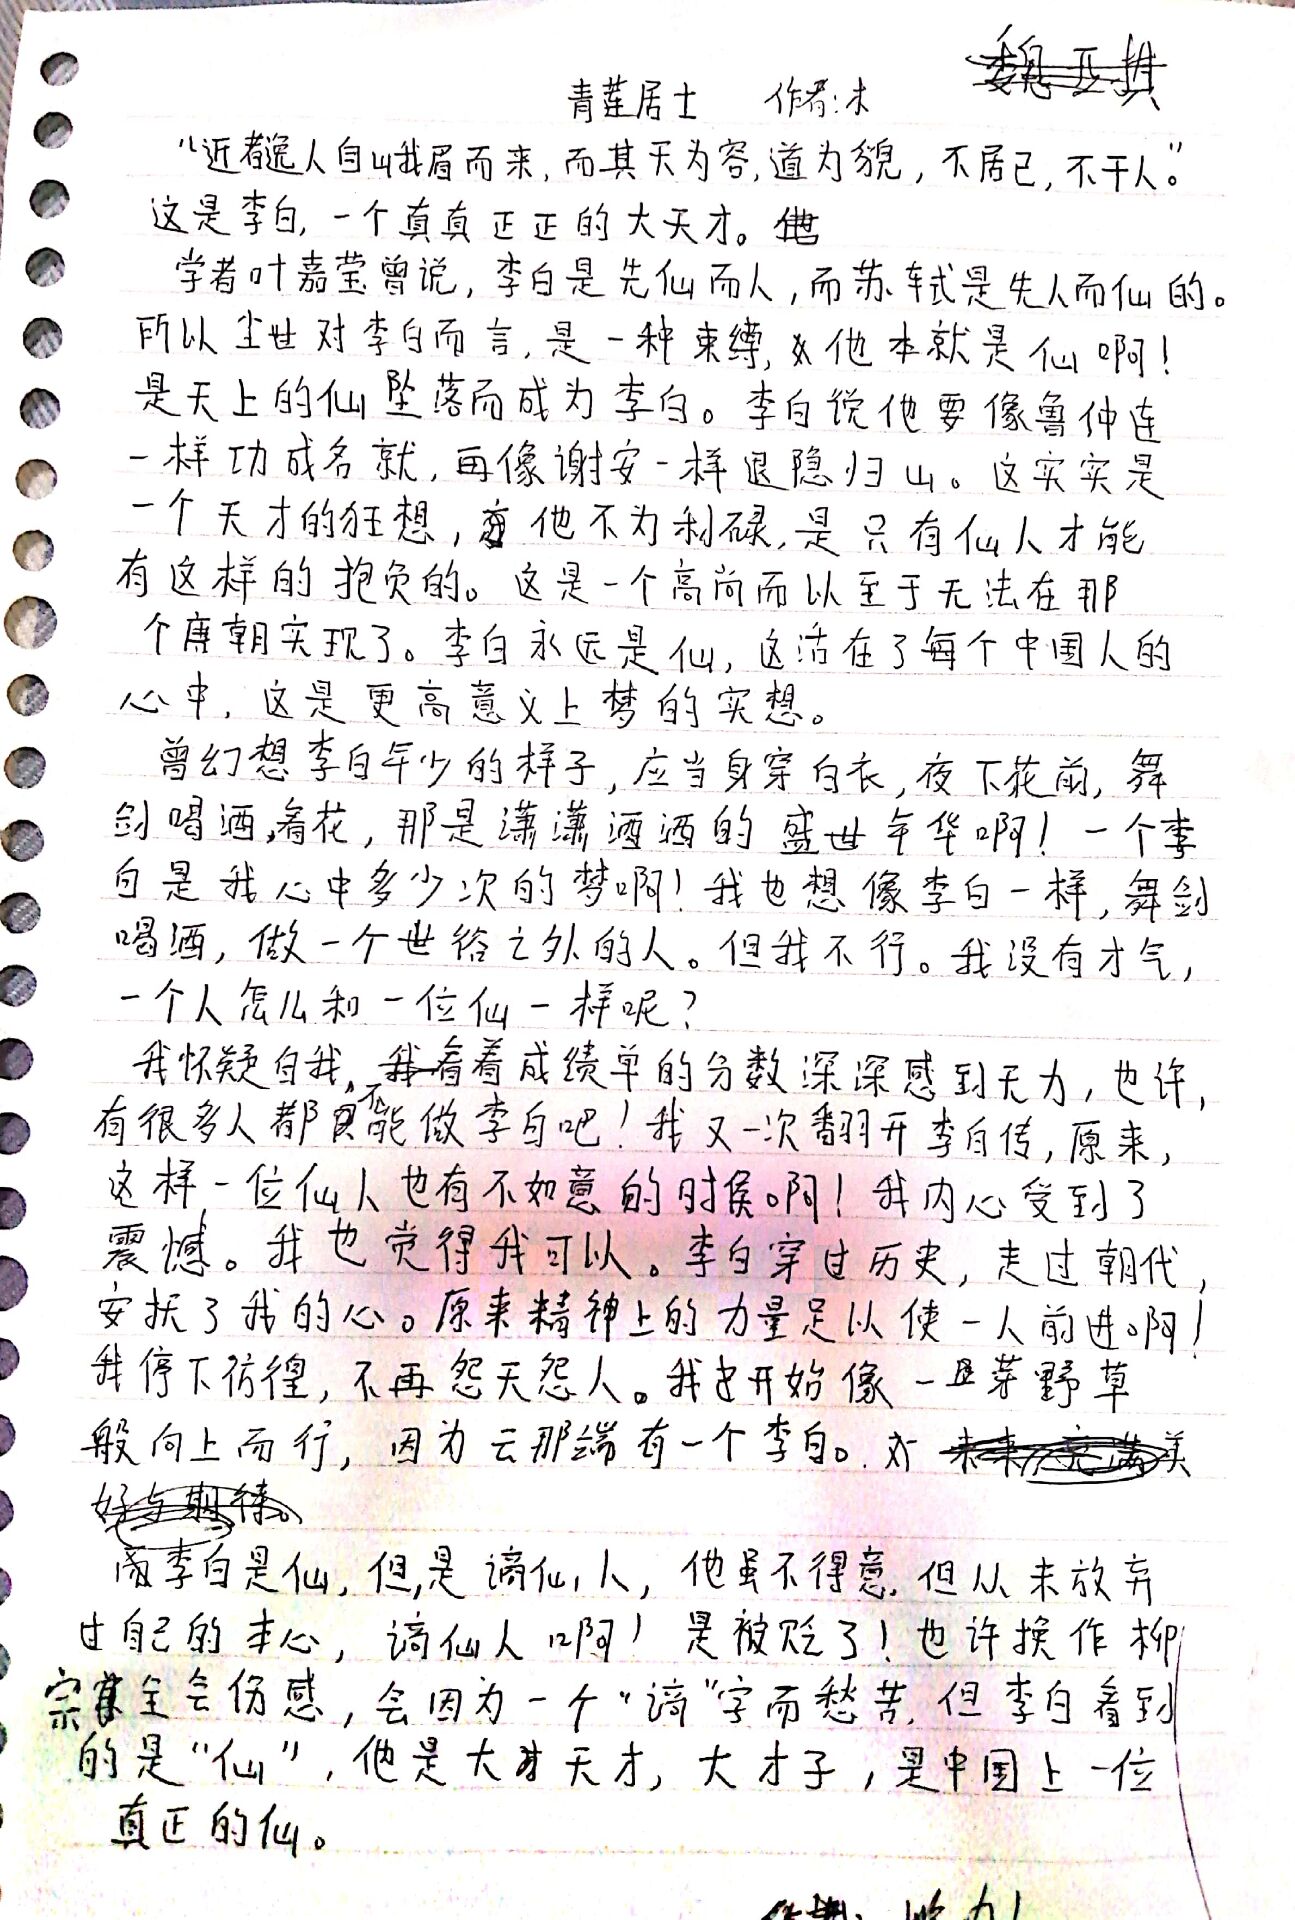 青莲居士 作者:木
“近者逸人自峨眉而来,而其天为容,道为貌,不居己,不干人。”
这是李白,一个真真正正的大天才。
学者叶嘉莹曾说,李白是先仙而人,而苏轼是先人而仙的。
所以尘世对李白而言,是一种束缚,他本就是仙啊!
是天上的仙坠落而成为李白。李白说他要像鲁仲连
一样功成名就,再像谢安一样退隐归山。这实实是
一个天才的狂想,他不为利碌,是只有仙人才能
有这样的抱负的。这是一个高尚而以至于无法在那
个唐朝实现了。李白永远是仙,这活在了每个中国人的
心中,这是更高意义上梦的实想。
曾幻想李白年少的样子,应当身穿白衣,夜下花前,舞
剑喝酒,看花,那是潇潇洒洒的盛世年华啊!一个李
白是我心中多少次的梦啊!我也想像李白一样,舞剑
喝酒,做一个世俗之外的人。但我不行。我没有才气,
一个人怎么和一位仙一样呢?
我怀疑自我,看着成绩单的分数深深感到无力,也许,
有很多人都不能做李白吧!我又一次翻开李白传,原来,
这样一位仙人也有不如意的时侯啊!我内心受到了
震憾。我也觉得我可以。李白穿过历史,走过朝代,
安抚了我的心。原来精神上的力量足以使一人前进啊!
我停下彷徨,不再怨天怨人。我也开始像一芽野草
般向上而行,因为云那端有一个李白。
李白是仙,但,是谪仙人,他虽不得意,但从未放弃
过自己的本心,谪仙人啊!是被贬了!也许换作柳
宗元会伤感,会因为一个“谪”字而愁苦,但李白看到
的是“仙”,他是大天才,大才子,是中国上一位
真正的仙。